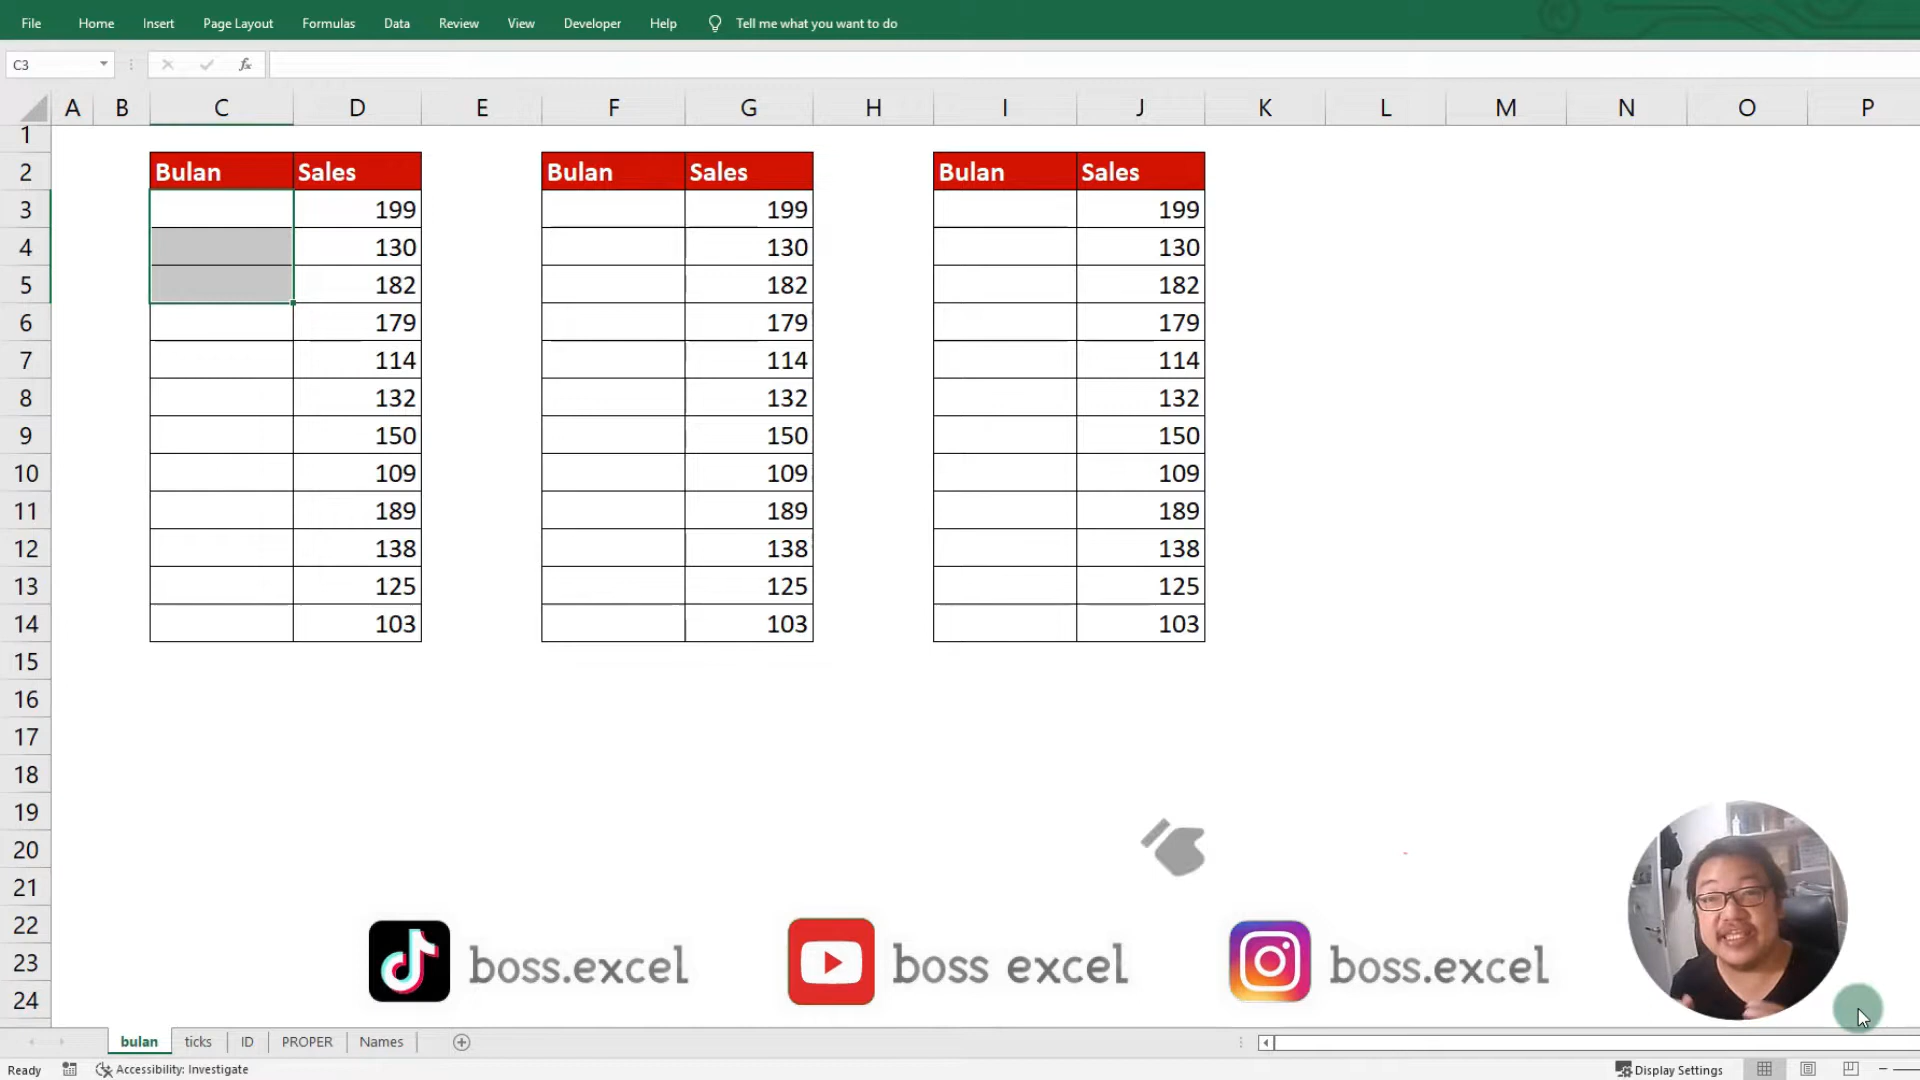 File Home Insert Page Layout Formulas Data Review View Developer Help Tell me what you want to do
C3 fx
A B C D E F G H I J K L M N O P
1
2 Bulan Sales Bulan Sales Bulan Sales
3 199 199 199
4 130 130 130
5 182 182 182
6 179 179 179
7 114 114 114
8 132 132 132
9 150 150 150
10 109 109 109
11 189 189 189
12 138 138 138
13 125 125 125
14 103 103 103
15
16
17
18
19
20
21
22
23
24
boss.excel boss excel boss.excel
bulan ticks ID PROPER Names
Ready Accessibility: Investigate Display Settings